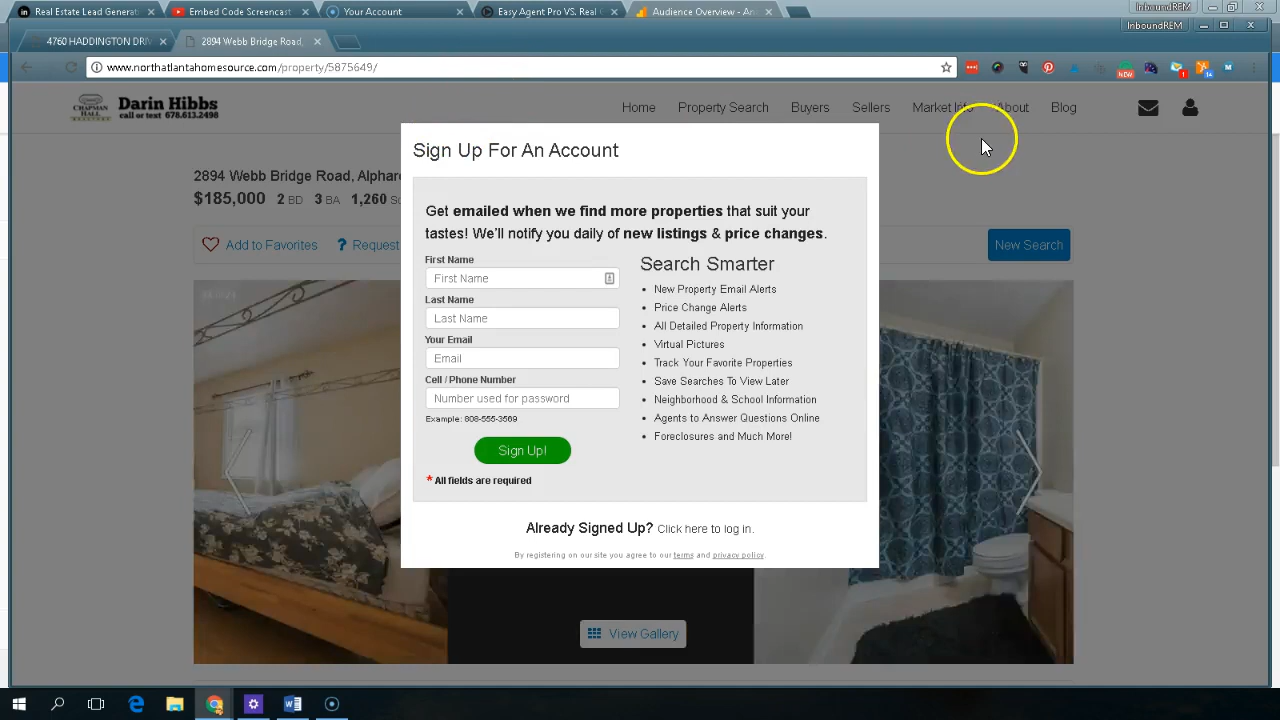 Real Estate Lead Generati
Embed Code Screencast
Your Account
Easy Agent Pro VS. Real
Audience Overview - An
InboundREM
4760 HADDINGTON DRIV
2894 Webb Bridge Road,
InboundREM
www.northatlantahomesource.com/property/5875649/
CHAPMAN HALL
Darin Hibbs
call or text 678.613.2498
Home
Property Search
Buyers
Sellers
Market Info
About
Blog
Sign Up For An Account
2894 Webb Bridge Road, Alphar
$185,000 2 BD 3 BA 1,260
Add to Favorites
? Request
New Search
Get emailed when we find more properties that suit your
tastes! We'll notify you daily of new listings & price changes.
First Name
First Name
Last Name
Last Name
Your Email
Email
Cell / Phone Number
Number used for password
Example: 808-555-3569
Sign Up!
* All fields are required
Search Smarter
• New Property Email Alerts
• Price Change Alerts
• All Detailed Property Information
• Virtual Pictures
• Track Your Favorite Properties
• Save Searches To View Later
• Neighborhood & School Information
• Agents to Answer Questions Online
• Foreclosures and Much More!
Already Signed Up? Click here to log in.
By registering on our site you agree to our terms and privacy policy.
View Gallery